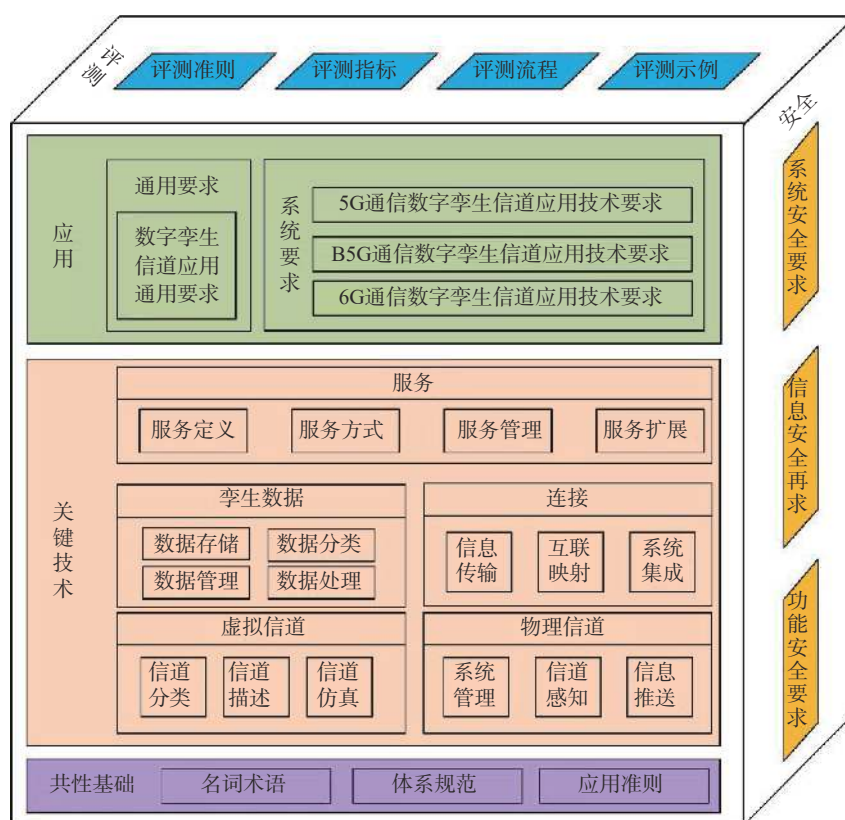 评测
评测准则
评测指标
评测流程
评测示例
安全
系统安全要求
信息安全再求
功能安全要求
应用
通用要求
数字孪生
信道应用
通用要求
系统要求
5G通信数字孪生信道应用技术要求
B5G通信数字孪生信道应用技术要求
6G通信数字孪生信道应用技术要求
关键技术
服务
服务定义
服务方式
服务管理
服务扩展
孪生数据
数据存储
数据分类
数据管理
数据处理
连接
信息
传输
互联
映射
系统
集成
虚拟信道
信道
分类
信道
描述
信道
仿真
物理信道
系统
管理
信道
感知
信息
推送
共性基础
名词术语
体系规范
应用准则